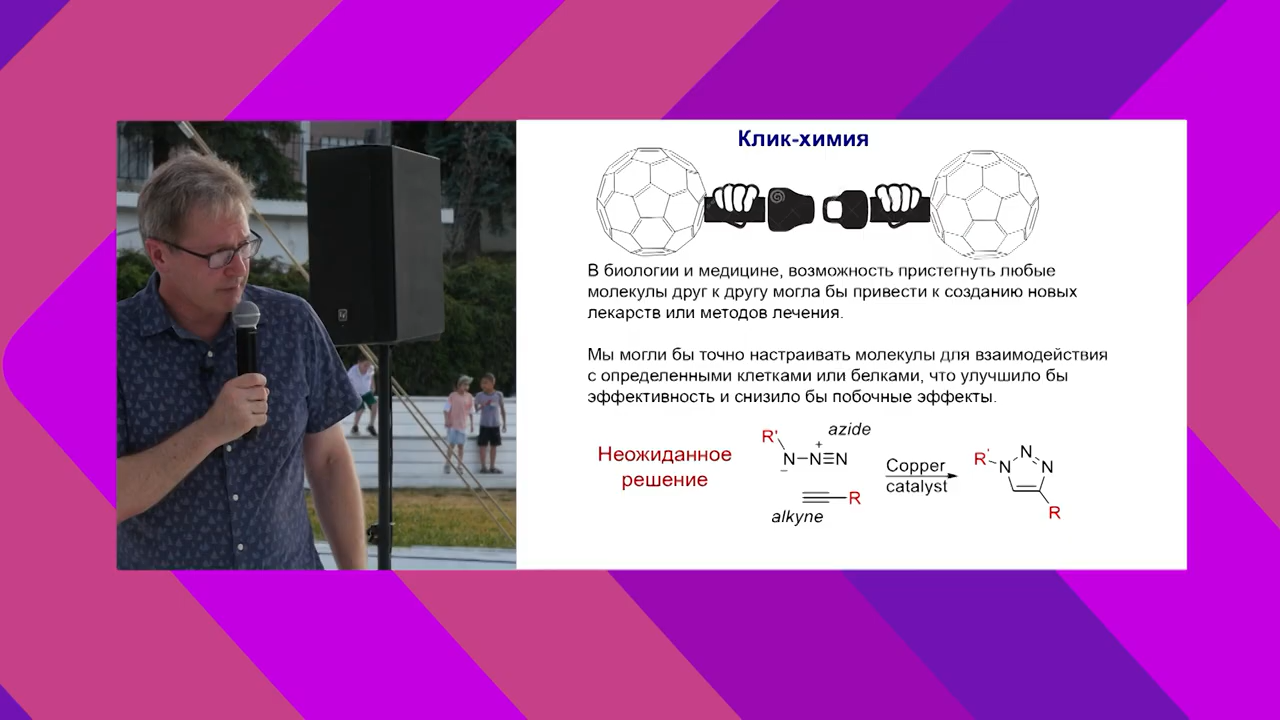 Клик-химия
В биологии и медицине, возможность пристегнуть любые
молекулы друг к другу могла бы привести к созданию новых
лекарств или методов лечения.
Мы могли бы точно настраивать молекулы для взаимодействия
с определенными клетками или белками, что улучшило бы
эффективность и снизило бы побочные эффекты.
Неожиданное
решение
R'
azide
N–N≡N
+
−
alkyne
R
Copper
catalyst
R'
N
N
N
R